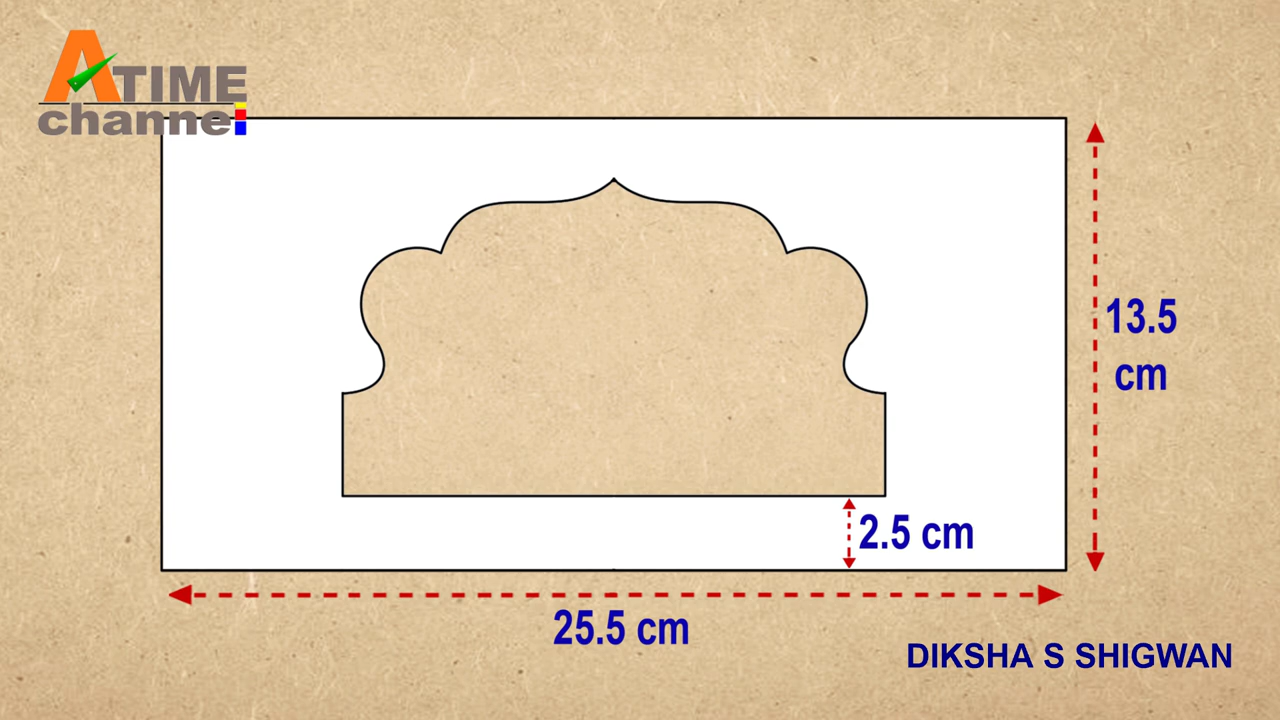 ATIME
channel
13.5
cm
2.5 cm
25.5 cm
DIKSHA S SHIGWAN